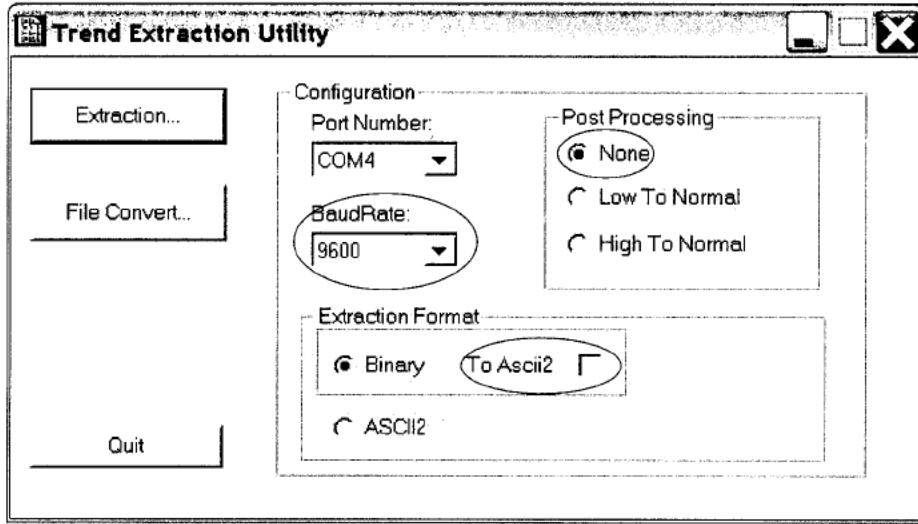 Trend Extraction Utility
Extraction...
File Convert...
Quit
Configuration
Port Number:
COM4
BaudRate:
9600
Post Processing
None
Low To Normal
High To Normal
Extraction Format
Binary
To Ascii2
ASCII2